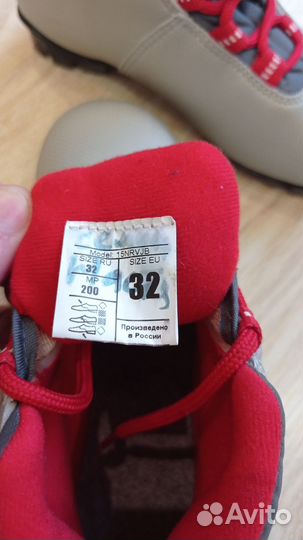 Model: 15NRVJB
SIZE RU
32
MP
200
SIZE EU
32
Произведено
в России
Avito